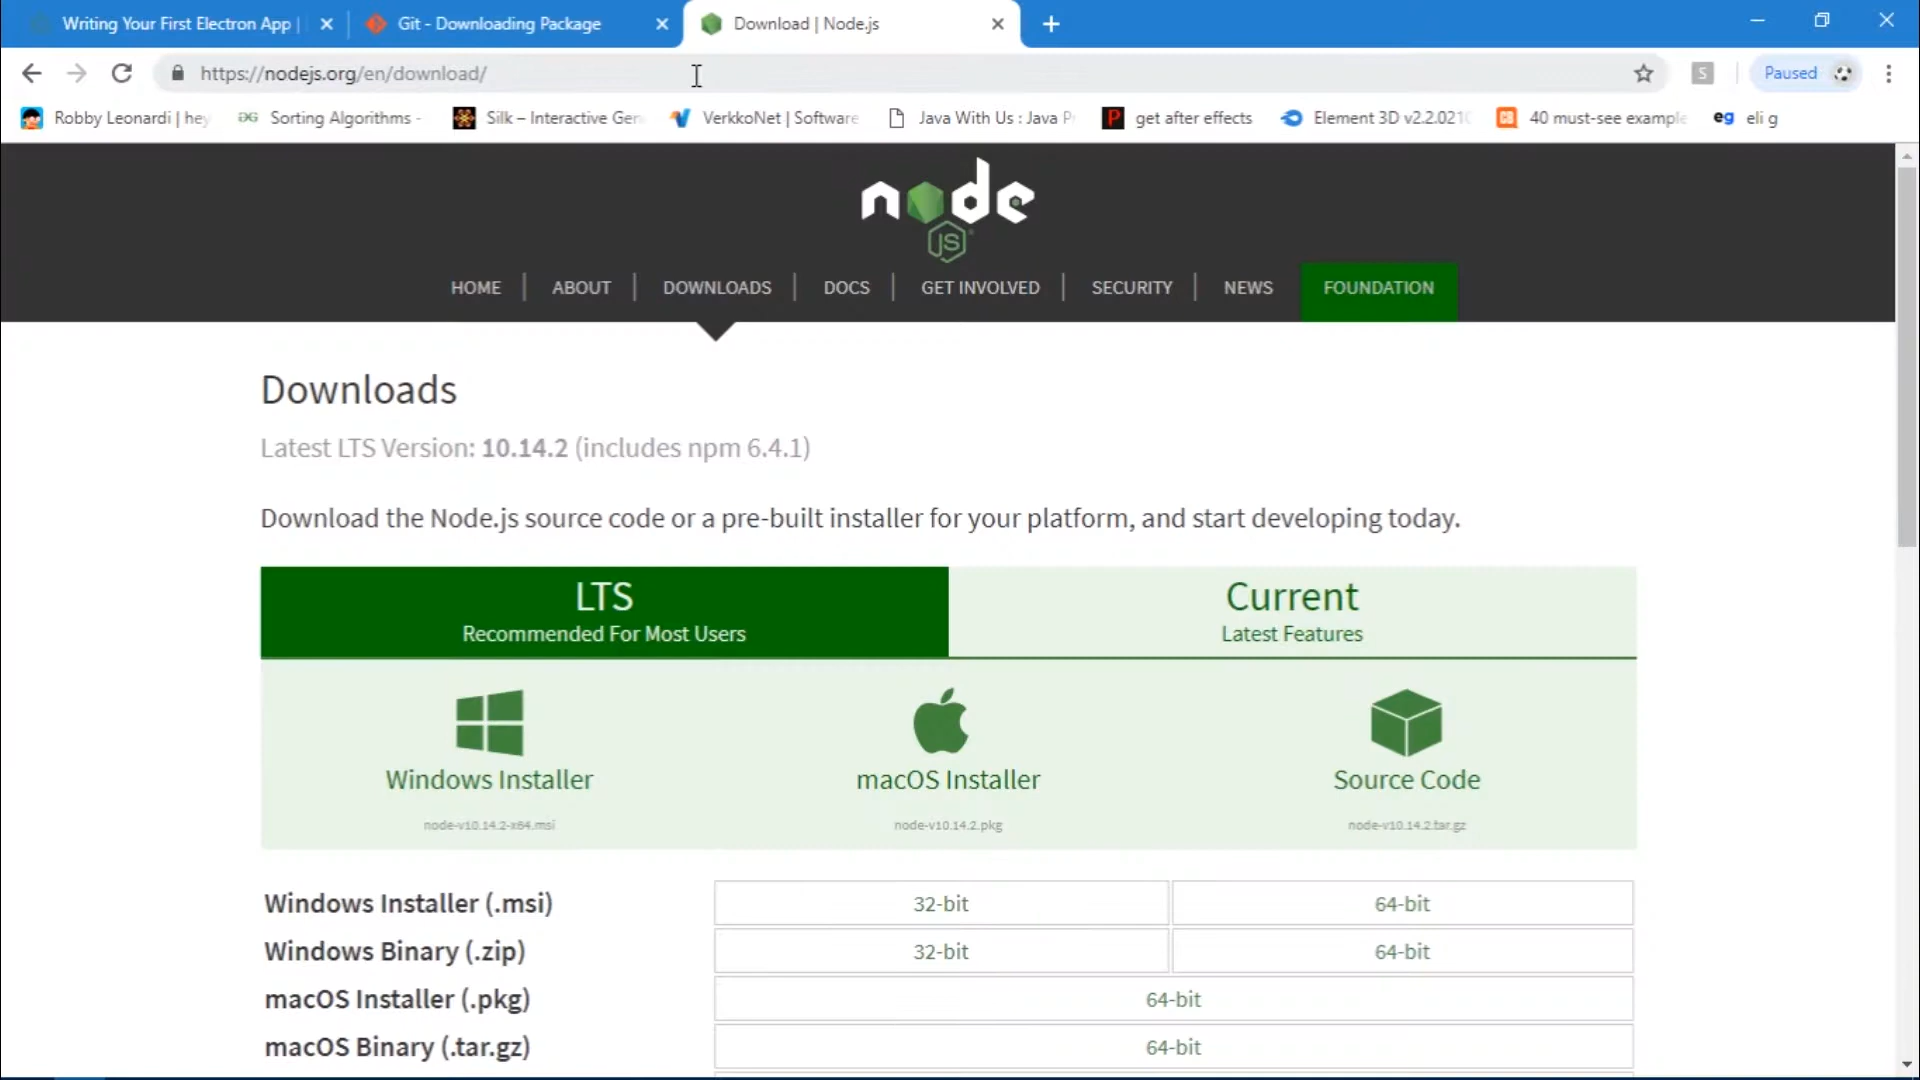 Writing Your First Electron App |
Git - Downloading Package
Download | Node.js
https://nodejs.org/en/download/
S
Paused
Robby Leonardi | hey
Sorting Algorithms -
Silk – Interactive Gen
VerkkoNet | Software
Java With Us : Java P
P get after effects
Element 3D v2.2.0210
40 must-see example
eg eli g
node
JS
HOME
ABOUT
DOWNLOADS
DOCS
GET INVOLVED
SECURITY
NEWS
FOUNDATION
Downloads
Latest LTS Version: 10.14.2 (includes npm 6.4.1)
Download the Node.js source code or a pre-built installer for your platform, and start developing today.
LTS
Recommended For Most Users
Current
Latest Features
Windows Installer
node-v10.14.2-x64.msi
macOS Installer
node-v10.14.2.pkg
Source Code
node-v10.14.2.tar.gz
Windows Installer (.msi) 32-bit 64-bit
Windows Binary (.zip) 32-bit 64-bit
macOS Installer (.pkg) 64-bit
macOS Binary (.tar.gz) 64-bit